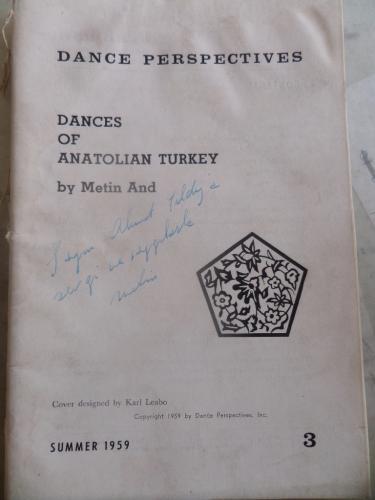 DANCE PERSPECTIVES
DANCES
OF
ANATOLIAN TURKEY
by Metin And
Sayın Ahmet
sevgi ve saygılarla
Metin
Cover designed by Karl Leabo
Copyright 1959 by Dance Perspectives, Inc.
SUMMER 1959
3